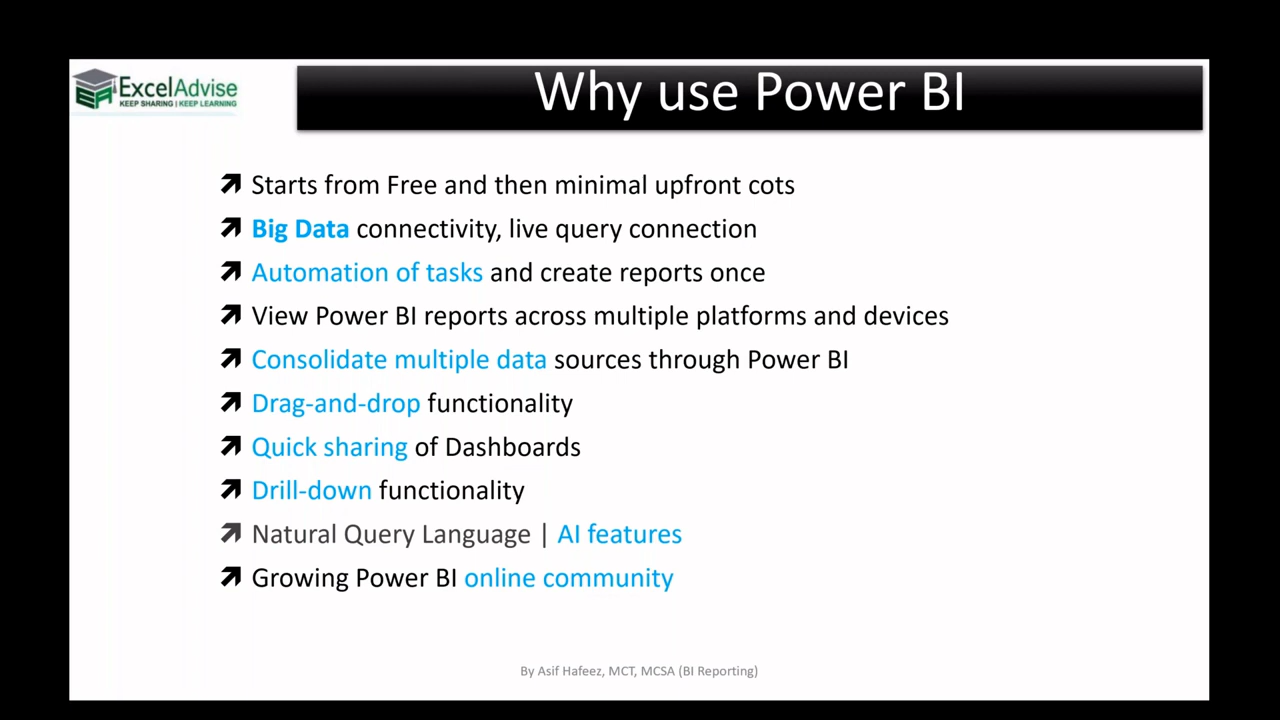 ExcelAdvise
KEEP SHARING | KEEP LEARNING
Why use Power BI
Starts from Free and then minimal upfront cots
Big Data connectivity, live query connection
Automation of tasks and create reports once
View Power BI reports across multiple platforms and devices
Consolidate multiple data sources through Power BI
Drag-and-drop functionality
Quick sharing of Dashboards
Drill-down functionality
Natural Query Language | AI features
Growing Power BI online community
By Asif Hafeez, MCT, MCSA (BI Reporting)